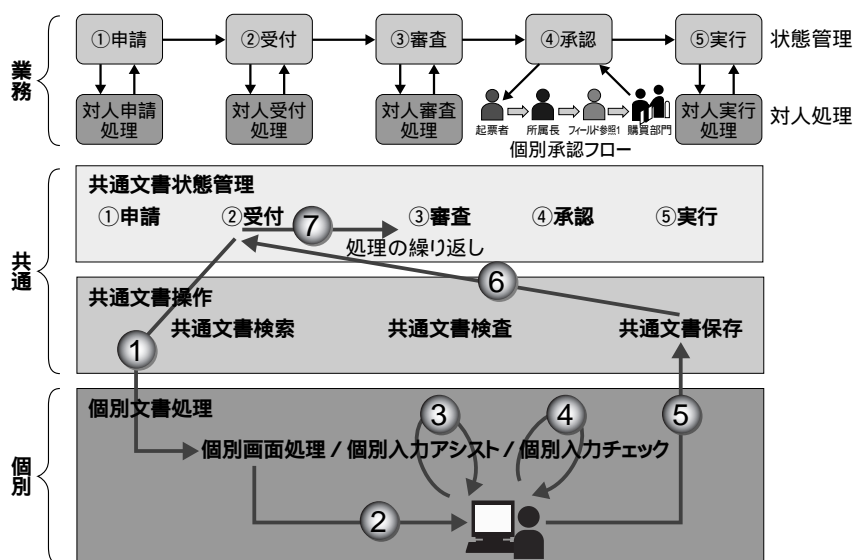 ①申請
②受付
③審査
④承認
⑤実行
状態管理
業務
対人申請
処理
対人受付
処理
対人審査
処理
起票者
所属長
フィールド参照1
購買部門
個別承認フロー
対人実行
処理
対人処理
共通
共通文書状態管理
①申請
②受付
⑦
③審査
④承認
⑤実行
処理の繰り返し
6
共通文書操作
共通文書検索
共通文書検査
共通文書保存
1
個別
個別文書処理
3
4
5
個別画面処理 / 個別入力アシスト / 個別入力チェック
2